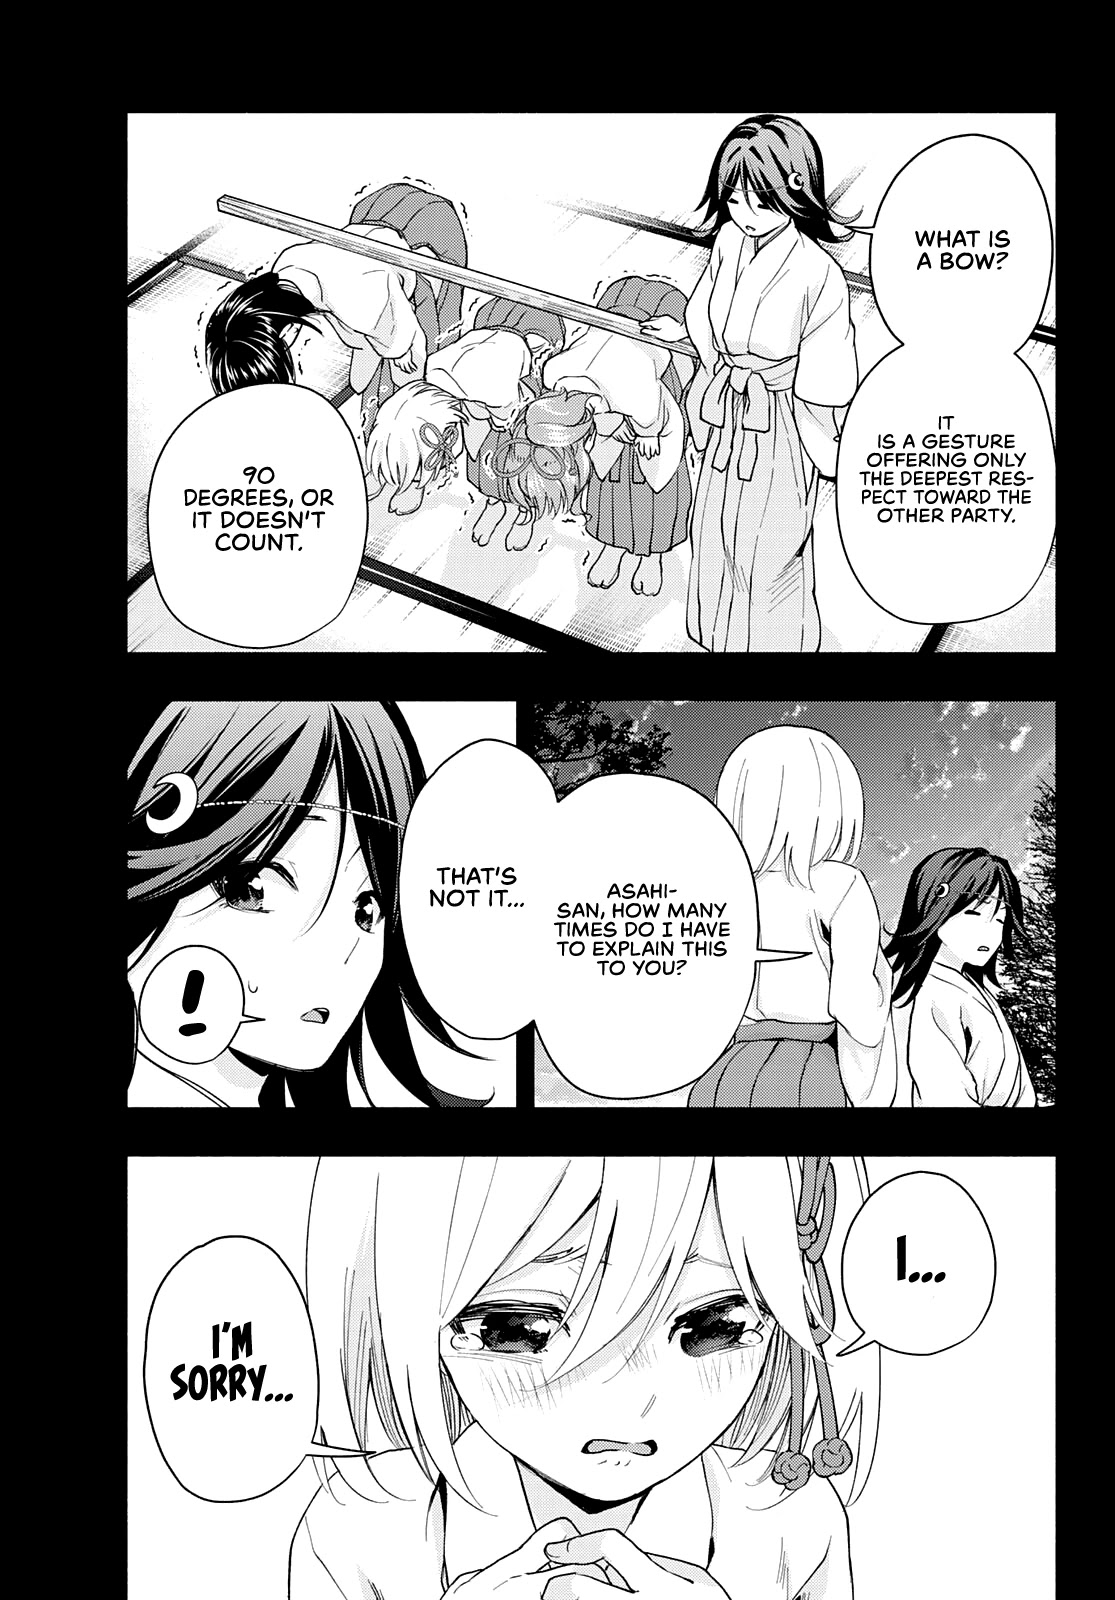 WHAT IS
A BOW?
IT
IS A GESTURE
OFFERING ONLY
THE DEEPEST RES-
PECT TOWARD THE
OTHER PARTY.
90
DEGREES, OR
IT DOESN'T
COUNT.
ASAHI-
SAN, HOW MANY
TIMES DO I HAVE
TO EXPLAIN THIS
TO YOU?
THAT'S
NOT IT...
!
I...
I'M
SORRY...